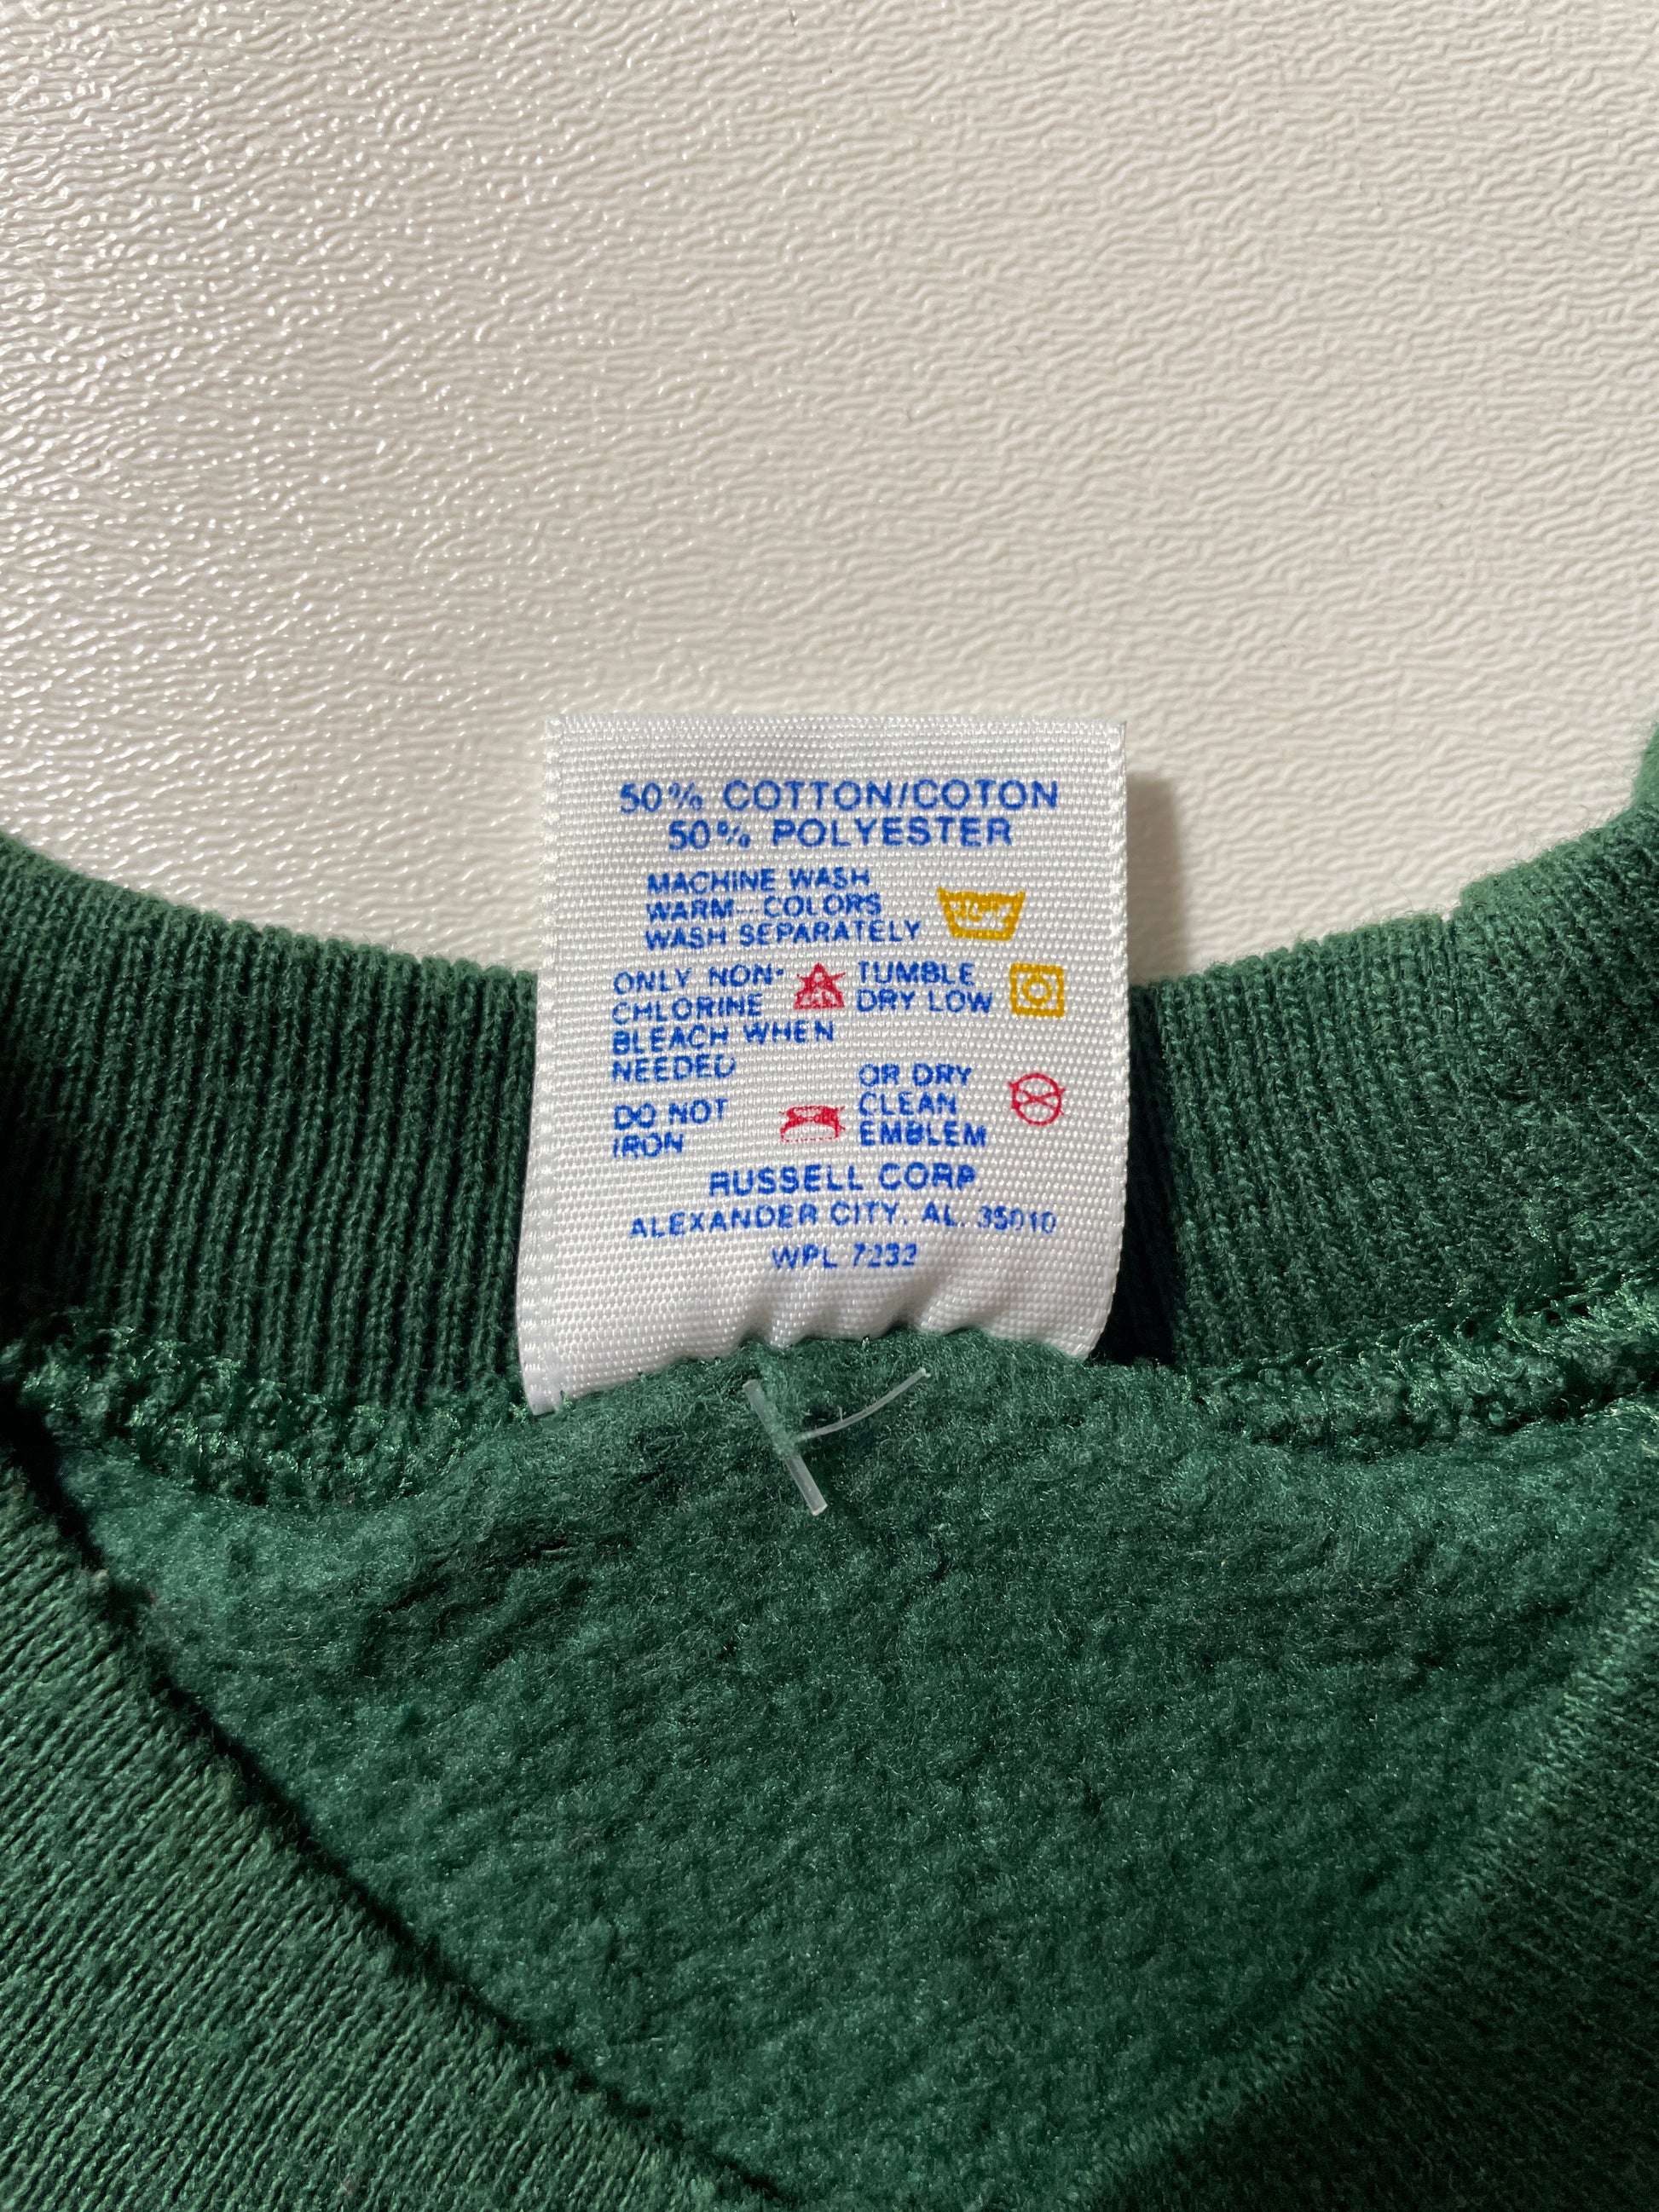 50% COTTON/COTON
50% POLYESTER
MACHINE WASH
WARM-COLORS
WASH SEPARATELY
ONLY NON-
CHLORINE
BLEACH WHEN
NEEDED
TUMBLE
DRY LOW
DO NOT
IRON
OR DRY
CLEAN
EMBLEM
RUSSELL CORP.
ALEXANDER CITY, AL. 35010
WPL 7232